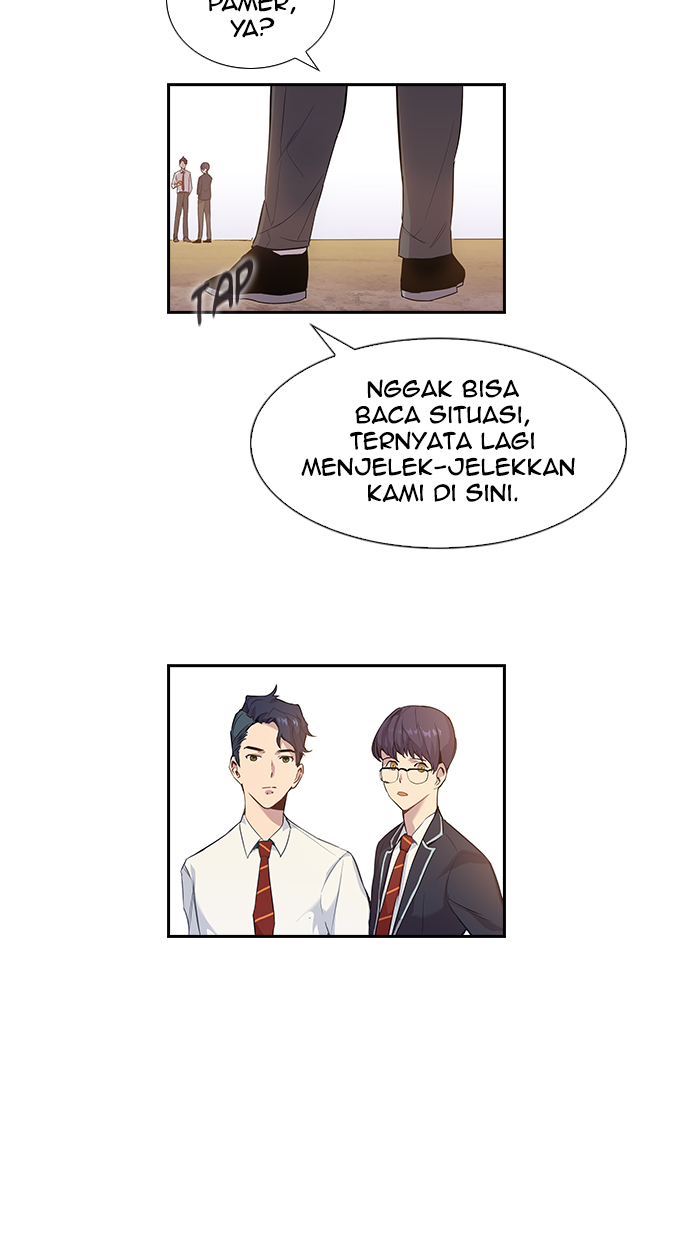 PAMER,
YA?
TAP
NGGAK BISA
BACA SITUASI,
TERNYATA LAGI
MENJELEK-JELEKKAN
KAMI DI SINI.